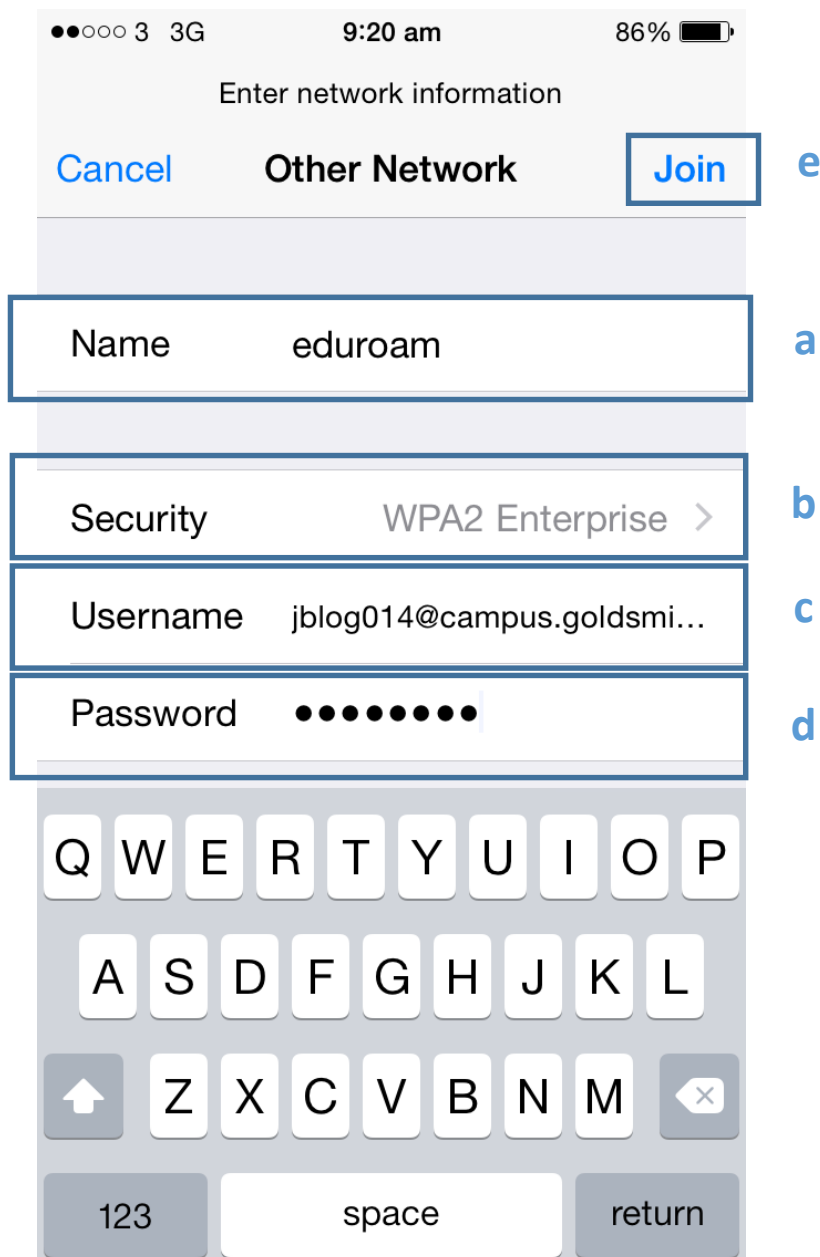 ●●○○○ 3 3G 9:20 am 86%
Enter network information
Cancel Other Network Join e
Name eduroam a
Security WPA2 Enterprise > b
Username jblog014@campus.goldsmi... c
Password ●●●●●●●● d
Q W E R T Y U I O P
A S D F G H J K L
Z X C V B N M
123 space return